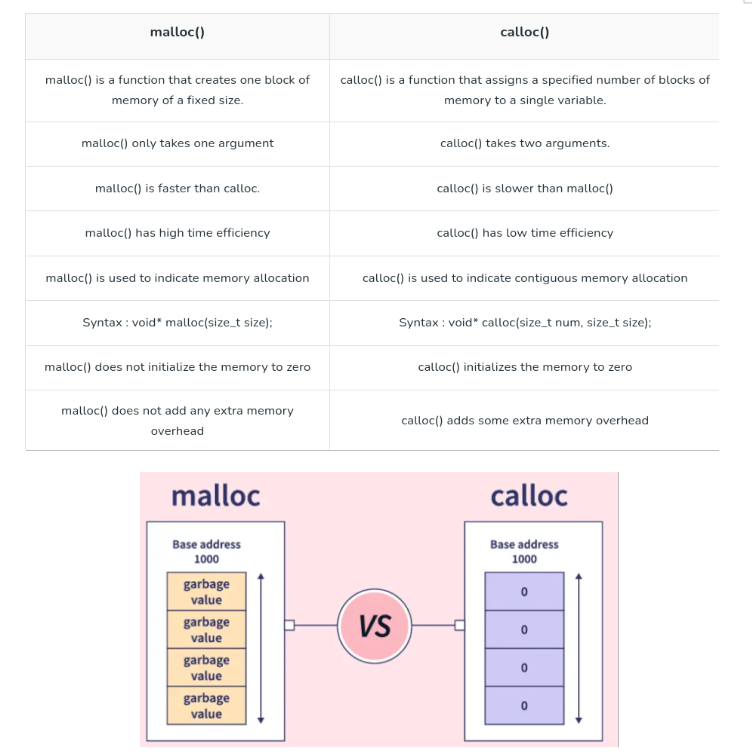 malloc()
calloc()
malloc() is a function that creates one block of
memory of a fixed size.
calloc() is a function that assigns a specified number of blocks of
memory to a single variable.
malloc() only takes one argument
calloc() takes two arguments.
malloc() is faster than calloc.
calloc() is slower than malloc()
malloc() has high time efficiency
calloc() has low time efficiency
malloc() is used to indicate memory allocation
calloc() is used to indicate contiguous memory allocation
Syntax : void* malloc(size_t size);
Syntax : void* calloc(size_t num, size_t size);
malloc() does not initialize the memory to zero
calloc() initializes the memory to zero
malloc() does not add any extra memory
overhead
calloc() adds some extra memory overhead
malloc
Base address
1000
garbage
value
garbage
value
garbage
value
garbage
value
VS
calloc
Base address
1000
0
0
0
0